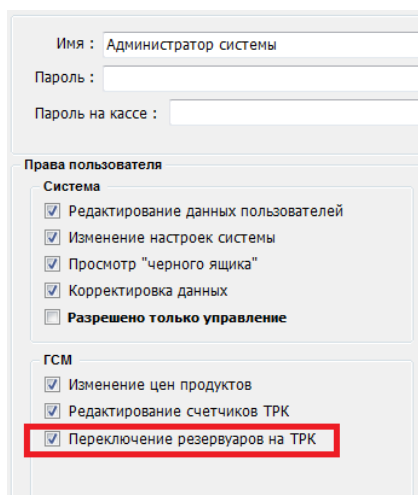 Имя :
Администратор системы
Пароль :
Пароль на кассе :
Права пользователя
Система
Редактирование данных пользователей
Изменение настроек системы
Просмотр "черного ящика"
Корректировка данных
Разрешено только управление
ГСМ
Изменение цен продуктов
Редактирование счетчиков ТРК
Переключение резервуаров на ТРК